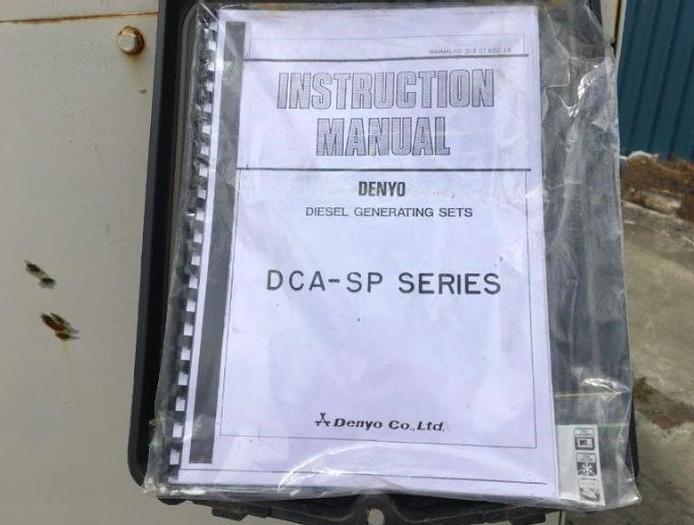 INSTRUCTION
MANUAL
DENYO
DIESEL GENERATING SETS
DCA-SP SERIES
Denyo Co., Ltd.